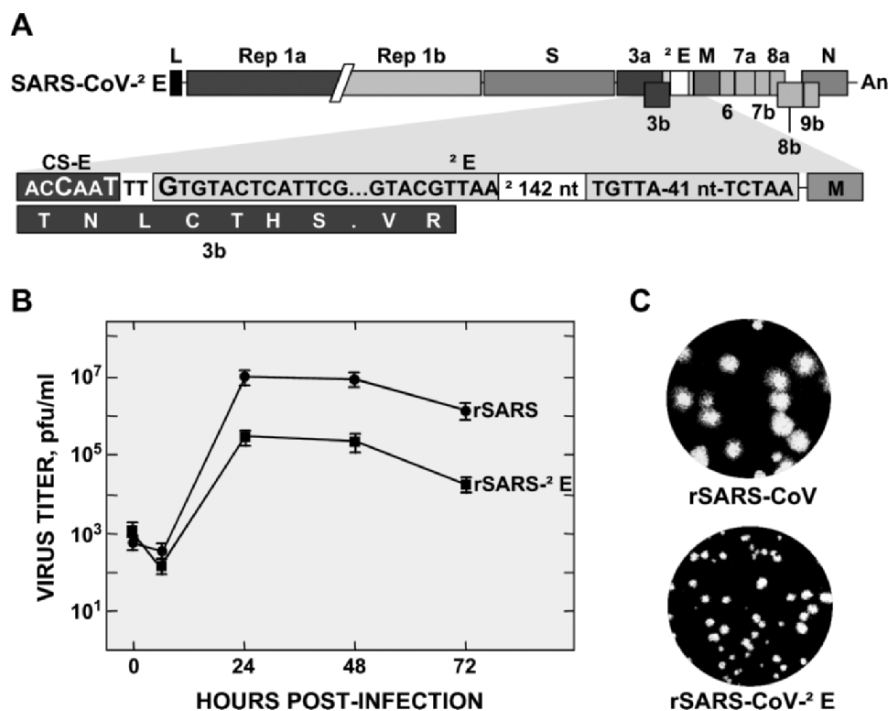 A
L Rep 1a Rep 1b S 3a ² E M 7a 8a N
SARS-CoV-² E An
3b 6 7b 9b
8b
CS-E ² E
ACCAAT TT GTGTACTCATTCG...GTACGTTAA ² 142 nt TGTTA-41 nt-TCTAA M
T N L C T H S . V R
3b
B
VIRUS TITER, pfu/ml
10⁷
10⁵
10³
10¹
rSARS
rSARS-² E
0 24 48 72
HOURS POST-INFECTION
C
rSARS-CoV
rSARS-CoV-² E